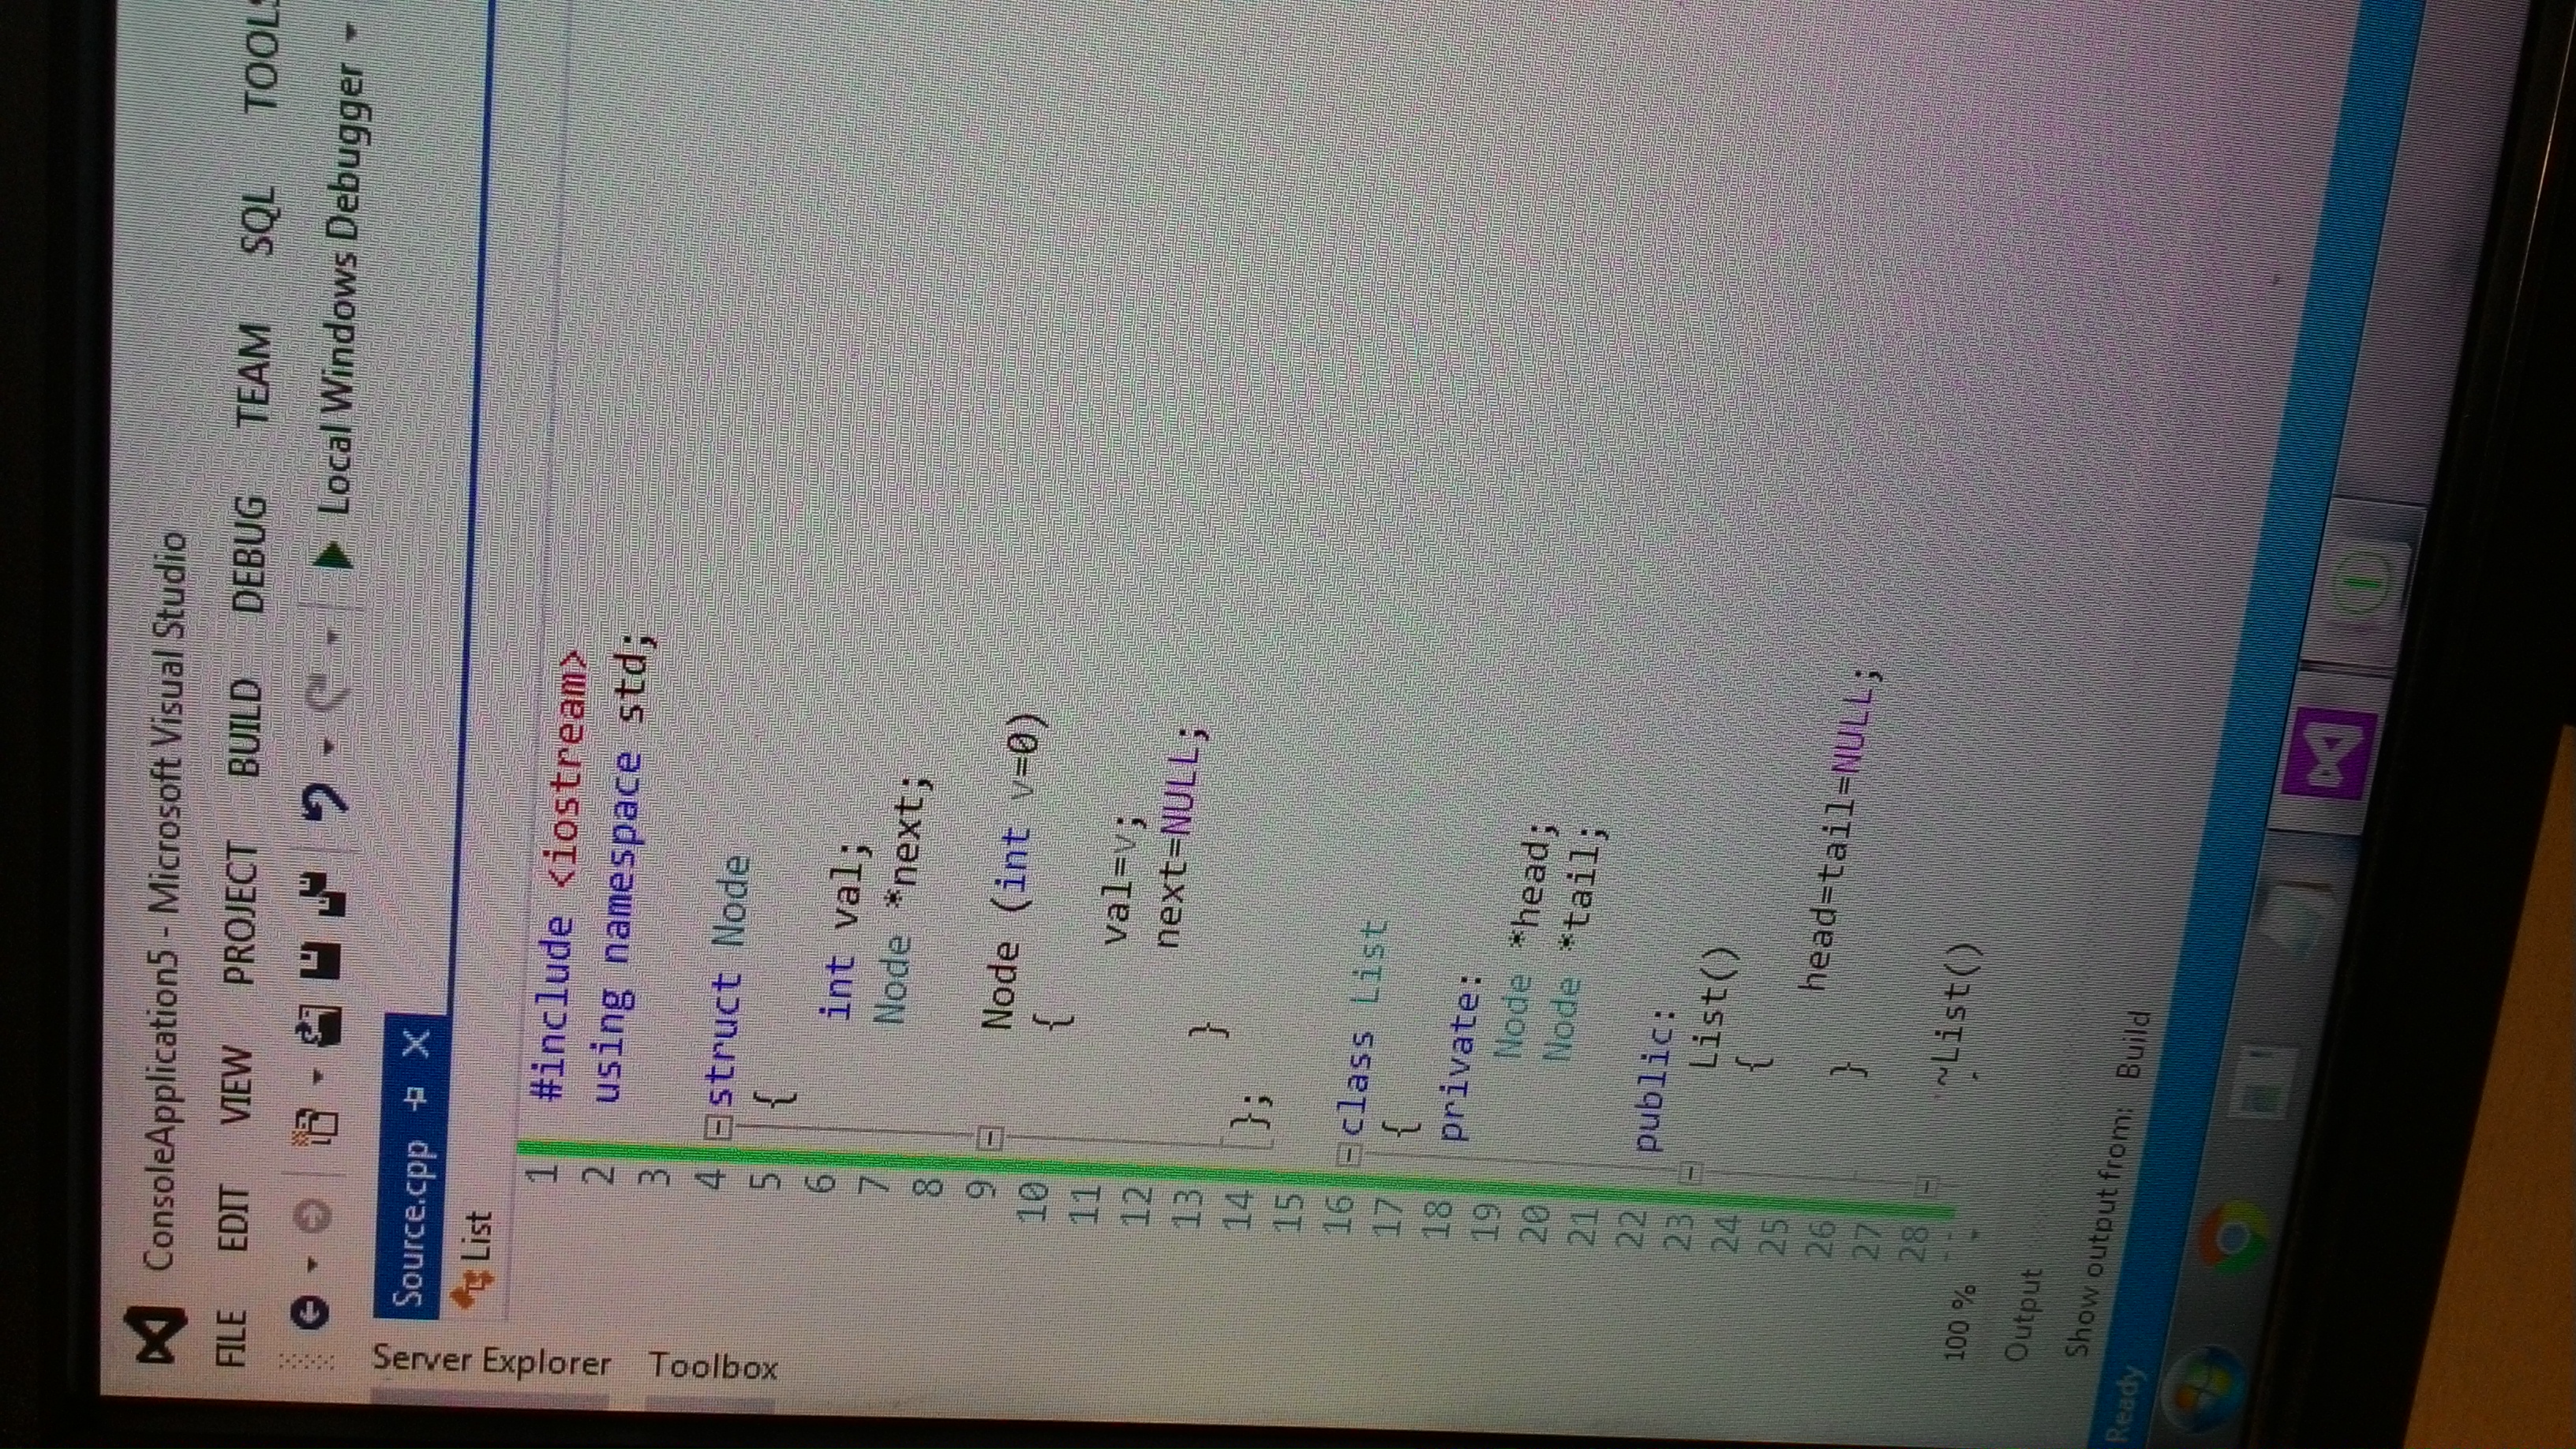 ConsoleApplication5 - Microsoft Visual Studio
FILE EDIT VIEW PROJECT BUILD DEBUG TEAM SQL TOOLS
Local Windows Debugger
Server Explorer Toolbox
Source.cpp
List
1 #include <iostream>
2 using namespace std;
3
4 struct Node
5 {
6 int val;
7 Node *next;
8
9 Node (int v=0)
10 {
11 val=v;
12 next=NULL;
13 }
14 };
15
16 class List
17 {
18 private:
19 Node *head;
20 Node *tail;
21
22 public:
23 List()
24 {
25 head=tail=NULL;
26 }
27
28 ~List()
100 %
Output
Show output from: Build
Ready